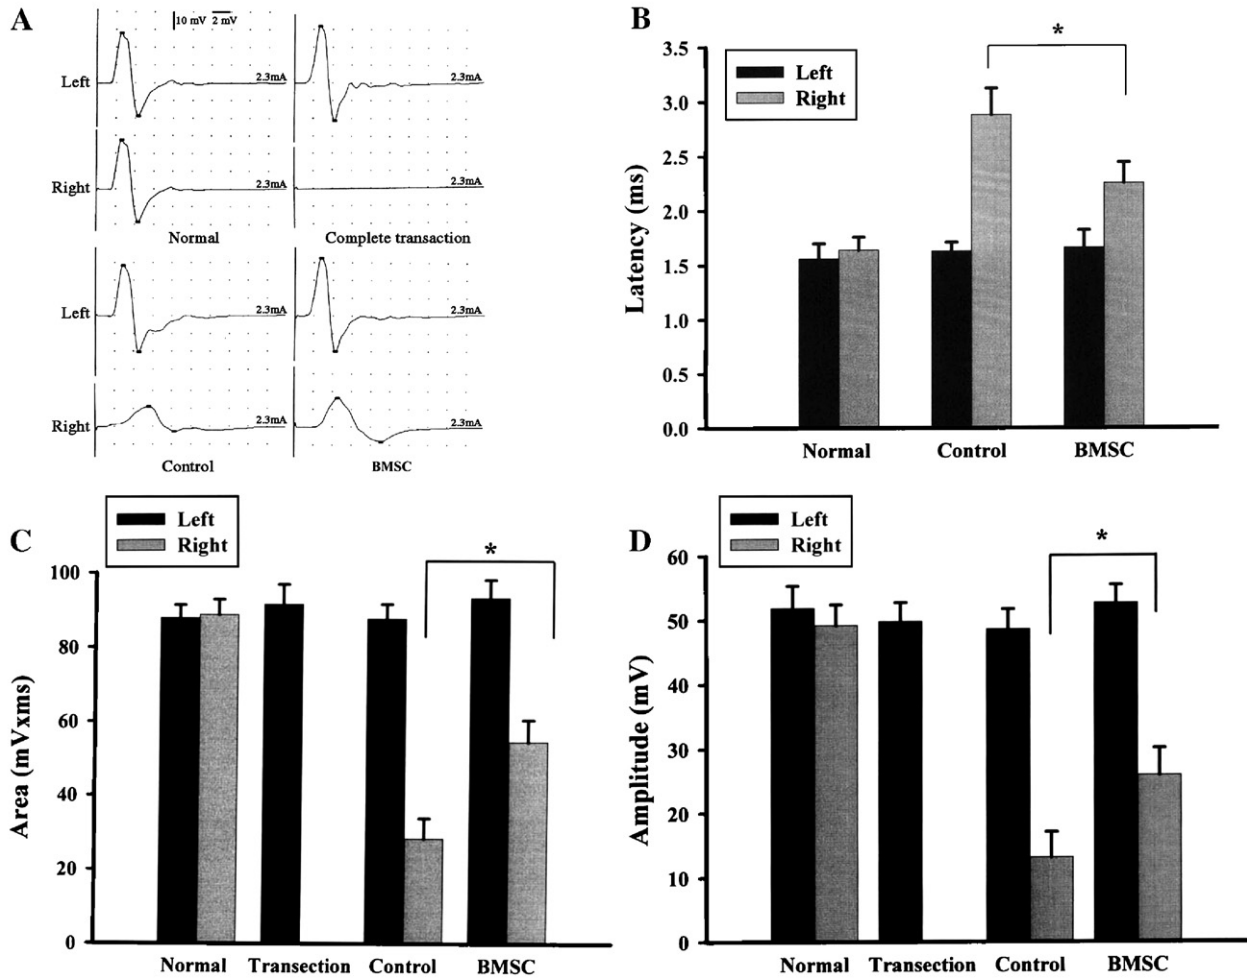 A
10 mV 2 mV
Left
2.3mA
2.3mA
Right
2.3mA
2.3mA
Normal
Complete transaction
Left
2.3mA
2.3mA
Right
2.3mA
2.3mA
Control
BMSC
B
*
3.5
3.0
2.5
2.0
1.5
1.0
0.5
0.0
Latency (ms)
Left
Right
Normal
Control
BMSC
C
Left
Right
*
100
80
60
40
20
0
Area (mVxms)
Normal
Transection
Control
BMSC
D
Left
Right
*
60
50
40
30
20
10
0
Amplitude (mV)
Normal
Transection
Control
BMSC